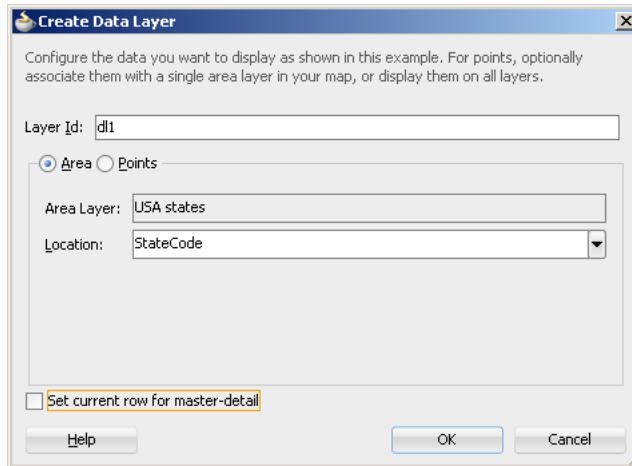 Create Data Layer
Configure the data you want to display as shown in this example. For points, optionally
associate them with a single area layer in your map, or display them on all layers.
Layer Id: dl1
Area Points
Area Layer: USA states
Location: StateCode
Set current row for master-detail
Help OK Cancel